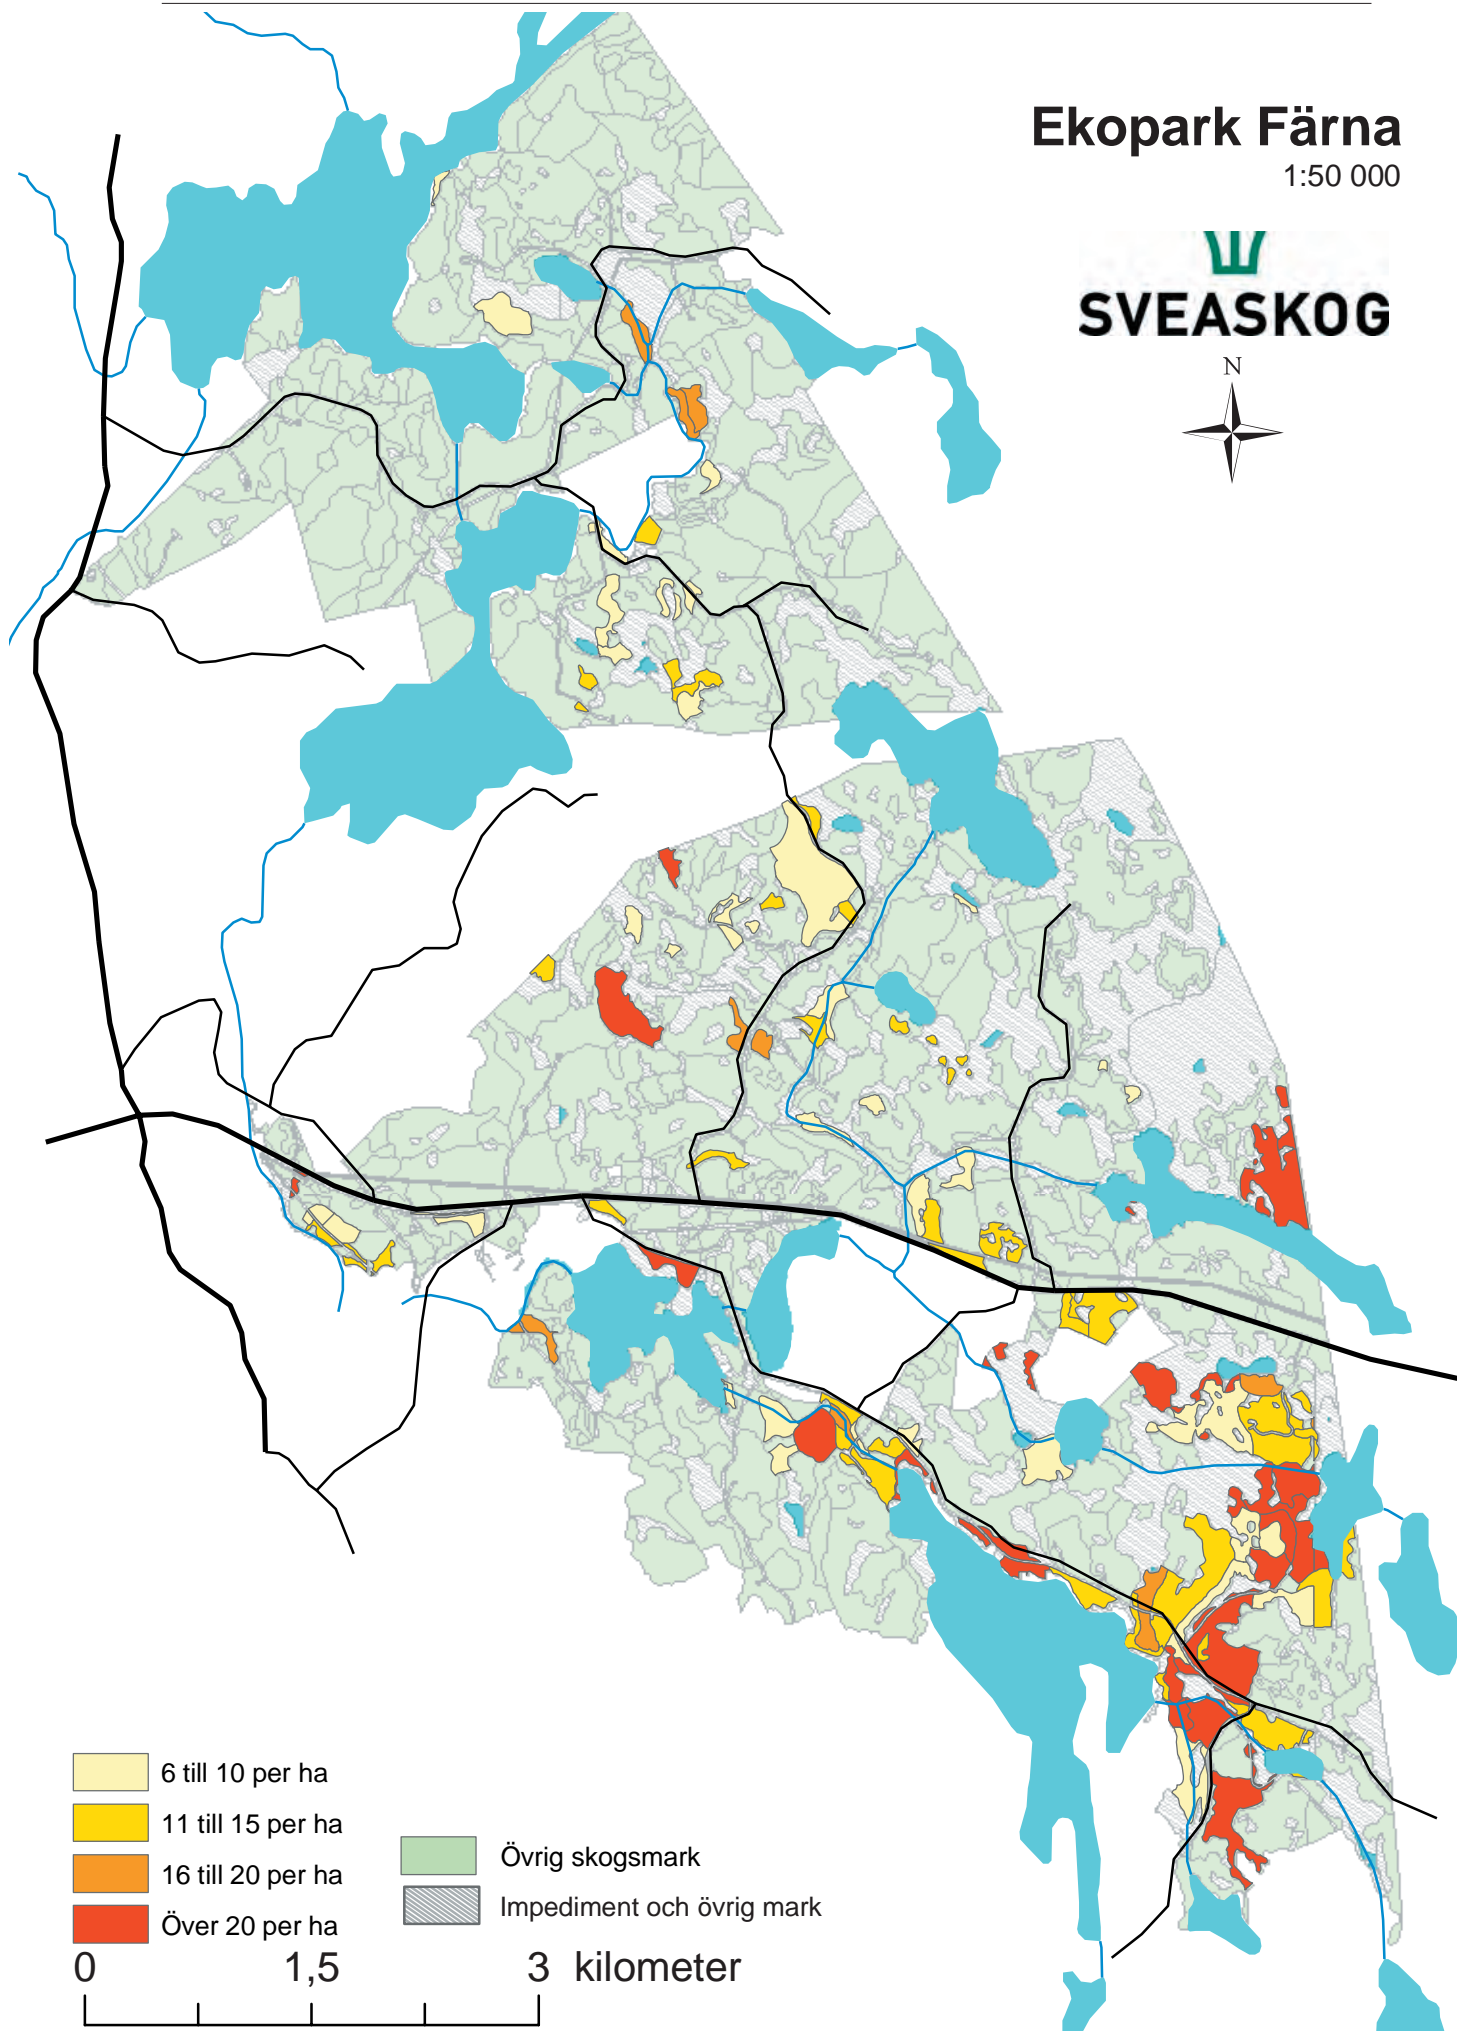 Ekopark Färna
1:50 000
SVEASKOG
N
6 till 10 per ha
11 till 15 per ha
16 till 20 per ha
Över 20 per ha
Övrig skogsmark
Impediment och övrig mark
0 1,5 3 kilometer